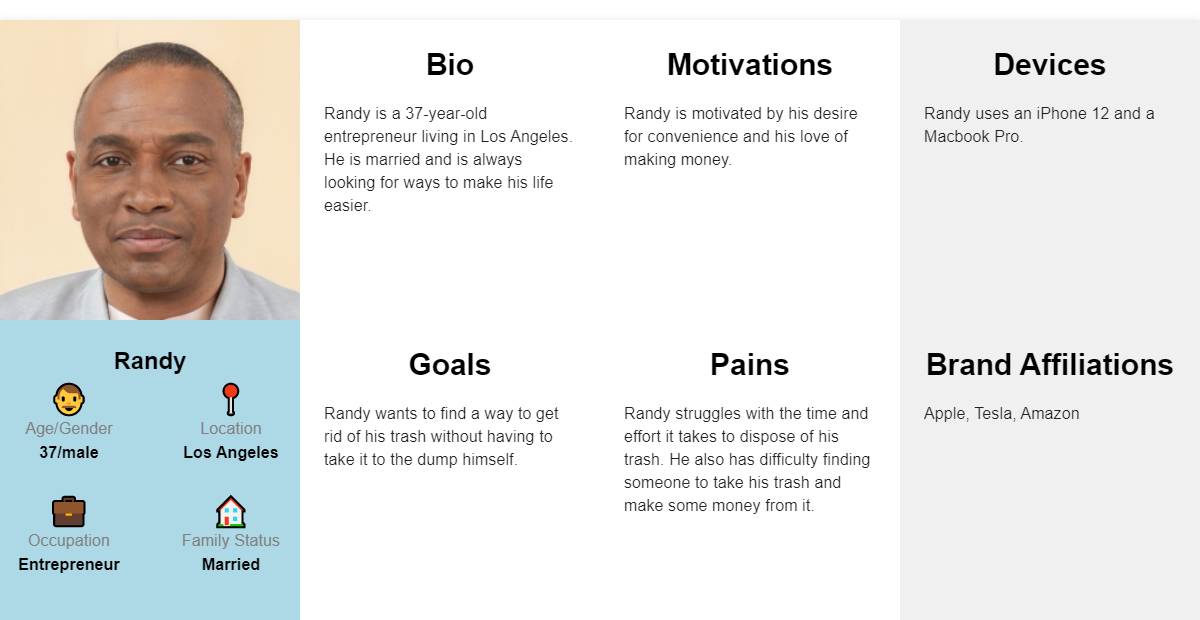 Bio
Randy is a 37-year-old
entrepreneur living in Los Angeles.
He is married and is always
looking for ways to make his life
easier.
Motivations
Randy is motivated by his desire
for convenience and his love of
making money.
Devices
Randy uses an iPhone 12 and a
Macbook Pro.
Randy
Age/Gender
37/male
Location
Los Angeles
Occupation
Entrepreneur
Family Status
Married
Goals
Randy wants to find a way to get
rid of his trash without having to
take it to the dump himself.
Pains
Randy struggles with the time and
effort it takes to dispose of his
trash. He also has difficulty finding
someone to take his trash and
make some money from it.
Brand Affiliations
Apple, Tesla, Amazon